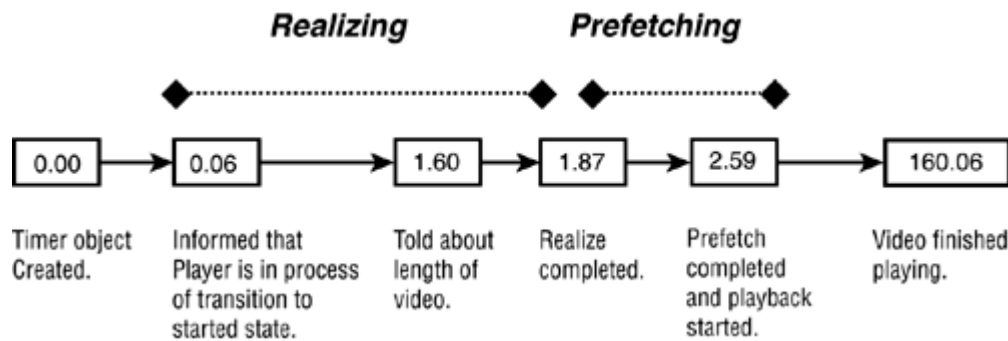 Realizing
Prefetching
0.00
0.06
1.60
1.87
2.59
160.06
Timer object
Created.
Informed that
Player is in process
of transition to
started state.
Told about
length of
video.
Realize
completed.
Prefetch
completed
and playback
started.
Video finished
playing.